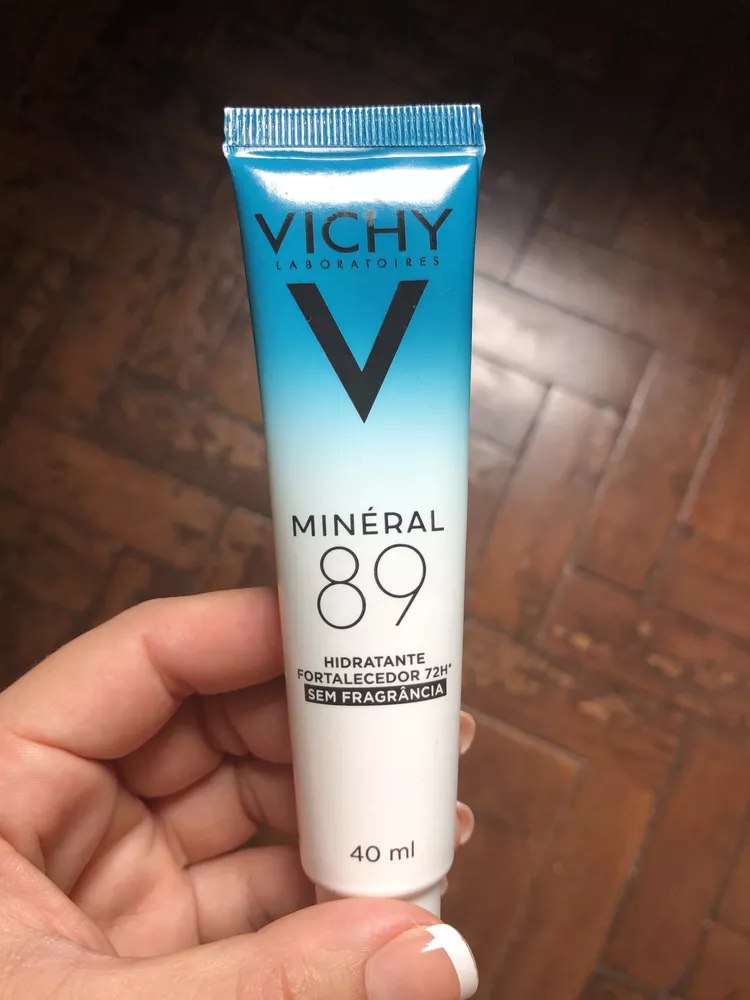 VICHY
LABORATOIRES
V
MINÉRAL
89
HIDRATANTE
FORTALECEDOR 72H*
SEM FRAGRÂNCIA
40 ml